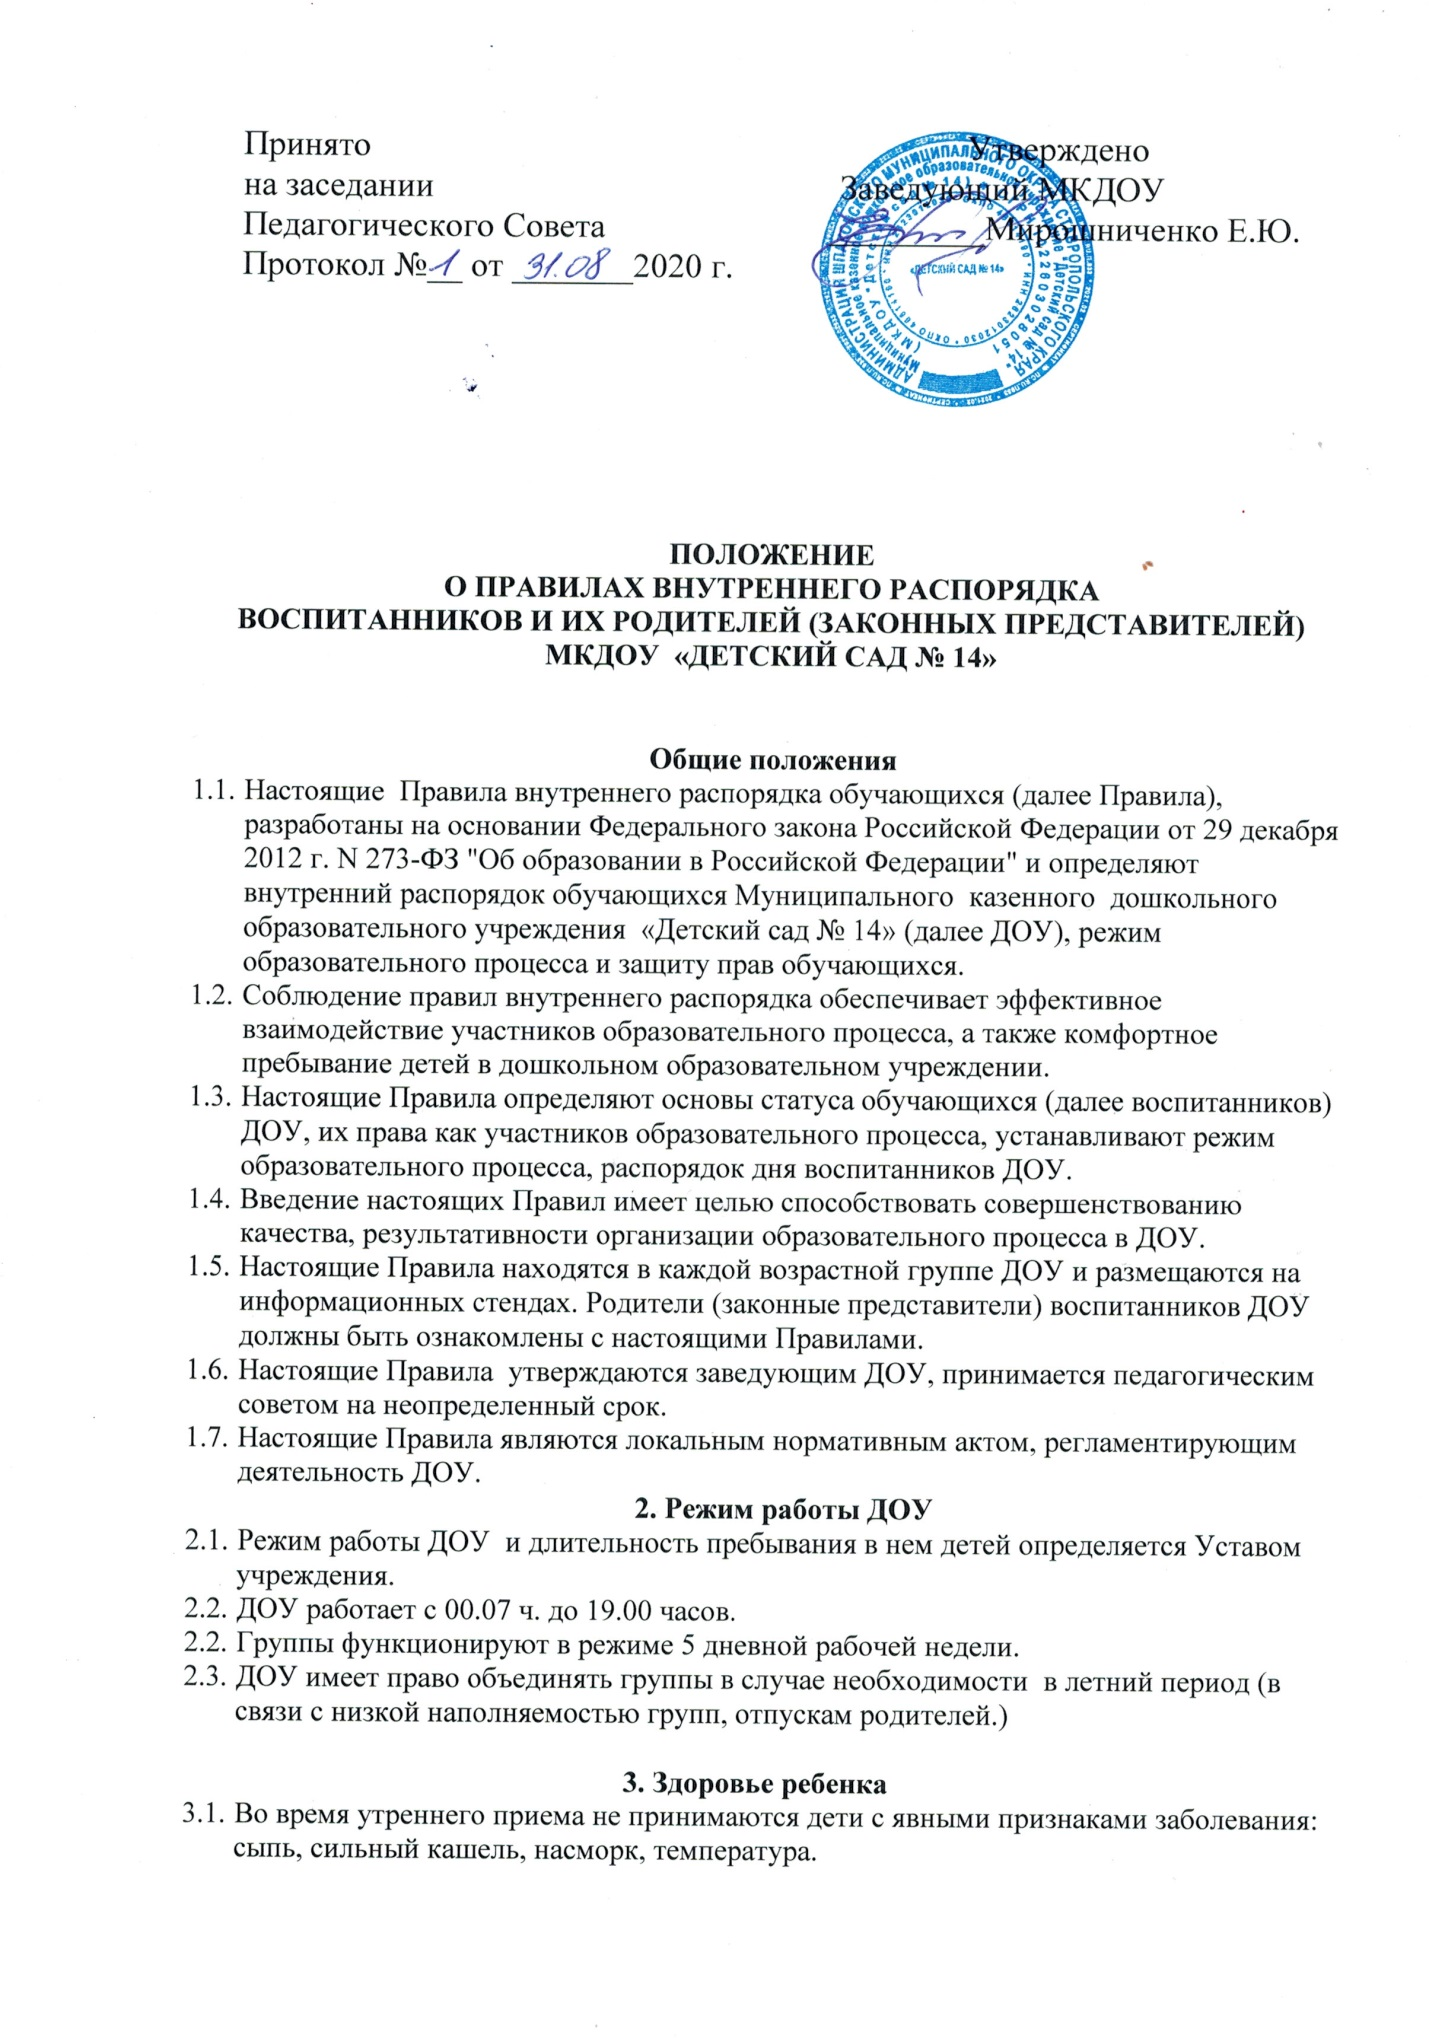 Принято
на заседании
Педагогического Совета
Протокол № 1 от 31.08 2020 г.
Утверждено
Заведующий МКДОУ
Мирошниченко Е.Ю.
«ДЕТСКИЙ САД № 14»
ПОЛОЖЕНИЕ
О ПРАВИЛАХ ВНУТРЕННЕГО РАСПОРЯДКА
ВОСПИТАННИКОВ И ИХ РОДИТЕЛЕЙ (ЗАКОННЫХ ПРЕДСТАВИТЕЛЕЙ)
МКДОУ «ДЕТСКИЙ САД № 14»
Общие положения
1.1. Настоящие Правила внутреннего распорядка обучающихся (далее Правила),
разработаны на основании Федерального закона Российской Федерации от 29 декабря
2012 г. N 273-ФЗ "Об образовании в Российской Федерации" и определяют
внутренний распорядок обучающихся Муниципального казенного дошкольного
образовательного учреждения «Детский сад № 14» (далее ДОУ), режим
образовательного процесса и защиту прав обучающихся.
1.2. Соблюдение правил внутреннего распорядка обеспечивает эффективное
взаимодействие участников образовательного процесса, а также комфортное
пребывание детей в дошкольном образовательном учреждении.
1.3. Настоящие Правила определяют основы статуса обучающихся (далее воспитанников)
ДОУ, их права как участников образовательного процесса, устанавливают режим
образовательного процесса, распорядок дня воспитанников ДОУ.
1.4. Введение настоящих Правил имеет целью способствовать совершенствованию
качества, результативности организации образовательного процесса в ДОУ.
1.5. Настоящие Правила находятся в каждой возрастной группе ДОУ и размещаются на
информационных стендах. Родители (законные представители) воспитанников ДОУ
должны быть ознакомлены с настоящими Правилами.
1.6. Настоящие Правила утверждаются заведующим ДОУ, принимается педагогическим
советом на неопределенный срок.
1.7. Настоящие Правила являются локальным нормативным актом, регламентирующим
деятельность ДОУ.
2. Режим работы ДОУ
2.1. Режим работы ДОУ и длительность пребывания в нем детей определяется Уставом
учреждения.
2.2. ДОУ работает с 00.07 ч. до 19.00 часов.
2.2. Группы функционируют в режиме 5 дневной рабочей недели.
2.3. ДОУ имеет право объединять группы в случае необходимости в летний период (в
связи с низкой наполняемостью групп, отпускам родителей.)
3. Здоровье ребенка
3.1. Во время утреннего приема не принимаются дети с явными признаками заболевания:
сыпь, сильный кашель, насморк, температура.